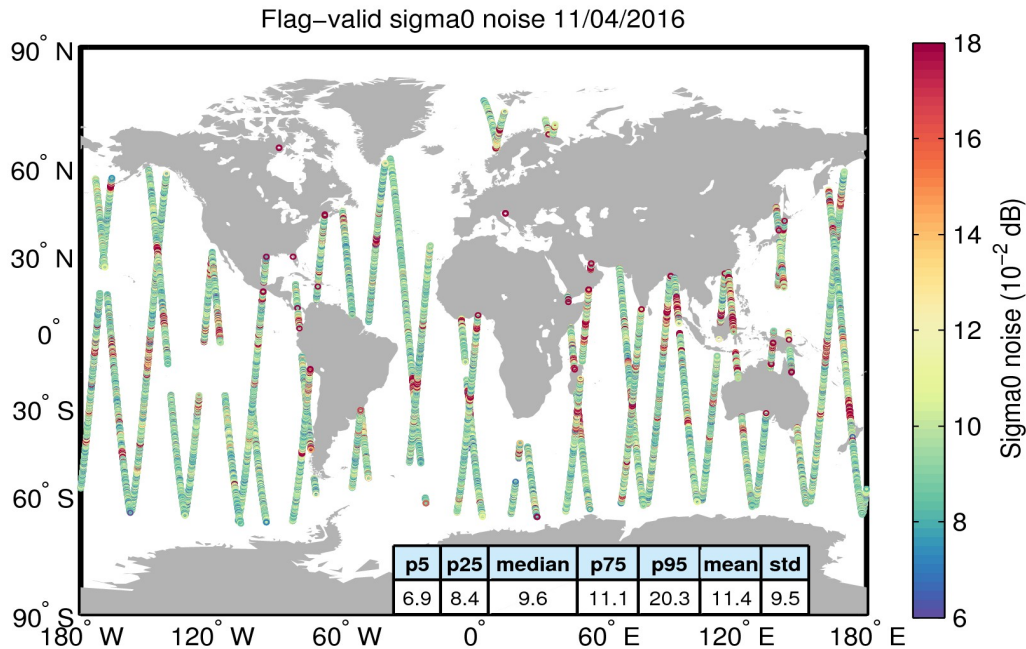 Flag−valid sigma0 noise 11/04/2016
90° N
60° N
30° N
0°
30° S
60° S
90° S
180° W
120° W
60° W
0°
60° E
120° E
180° E
p5 p25 median p75 p95 mean std
6.9 8.4 9.6 11.1 20.3 11.4 9.5
18
16
14
12
10
8
6
Sigma0 noise (10⁻² dB)